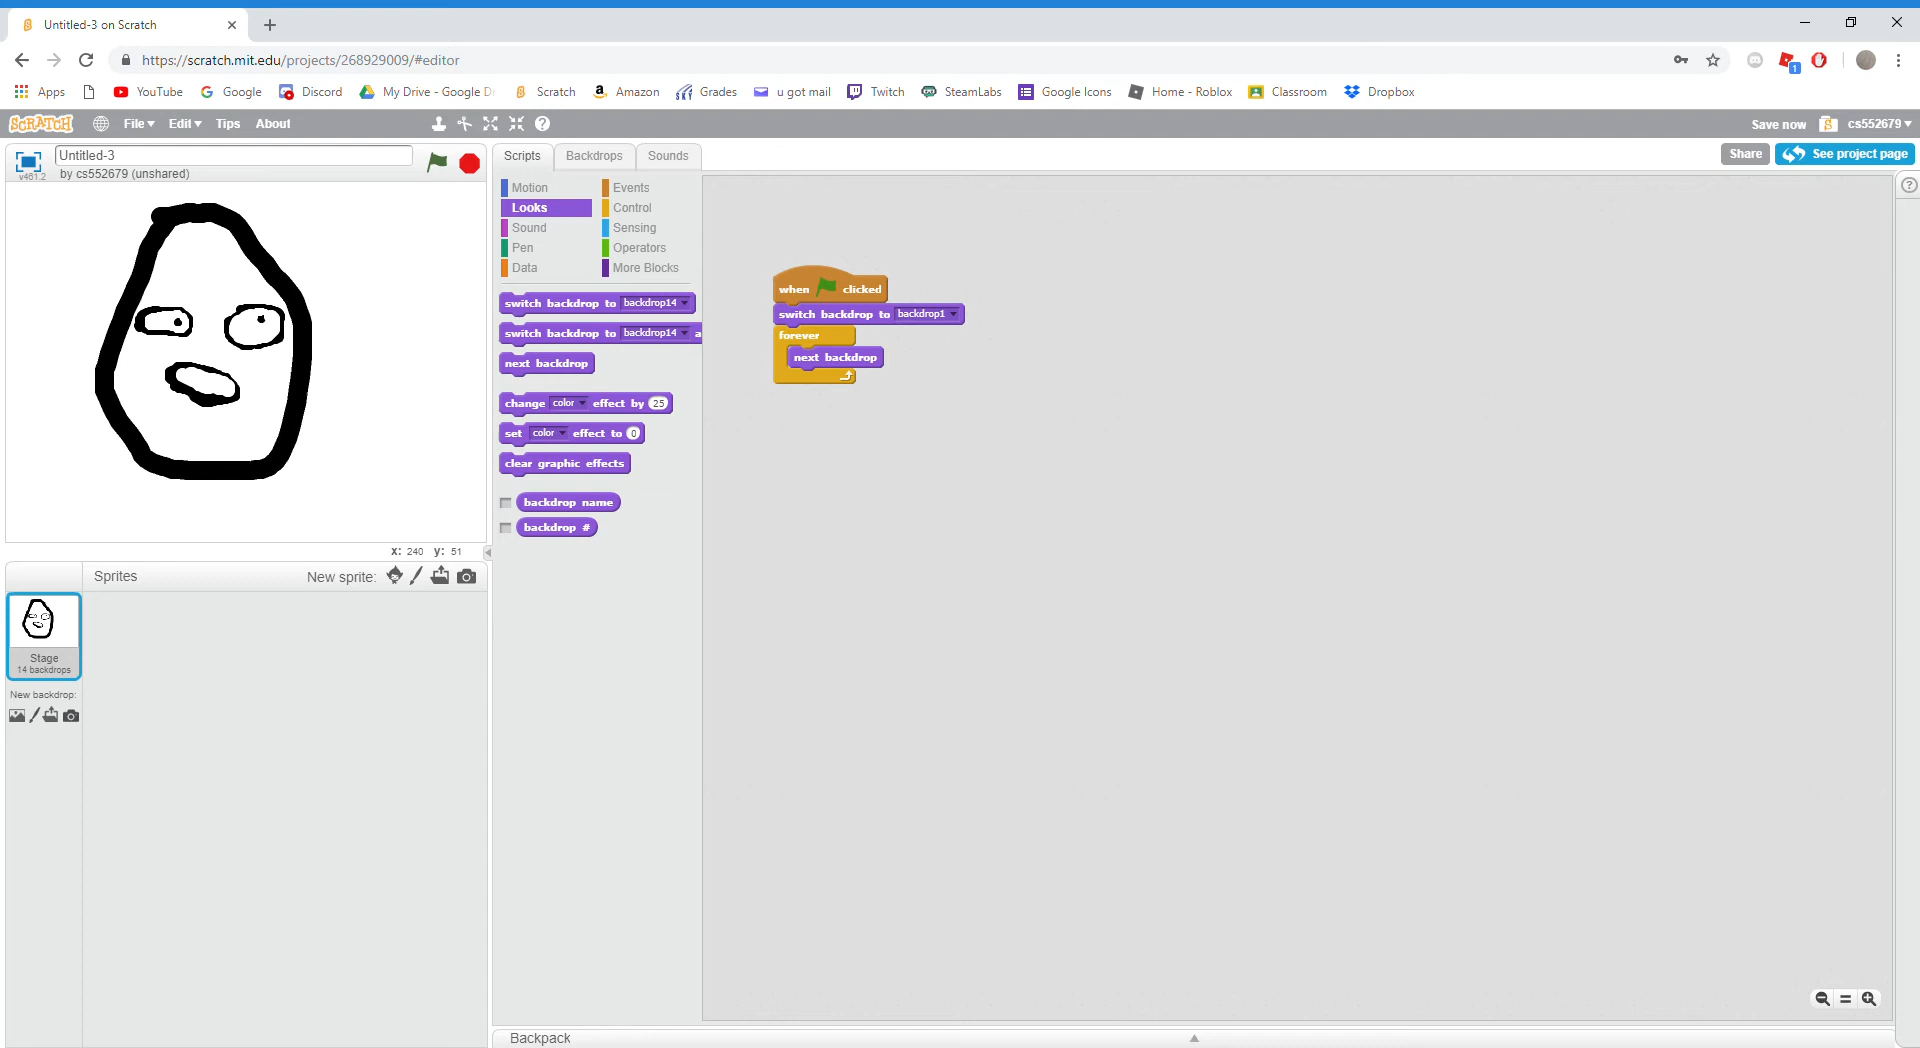 Untitled-3 on Scratch
https://scratch.mit.edu/projects/268929009/#editor
1
Apps YouTube Google Discord My Drive - Google Dr Scratch Amazon Grades u got mail Twitch SteamLabs Google Icons Home - Roblox Classroom Dropbox
SCRATCH File Edit Tips About Save now cs552679
Untitled-3
v461.2 by cs552679 (unshared)
Scripts Backdrops Sounds
Share See project page
Motion Events
Looks Control
Sound Sensing
Pen Operators
Data More Blocks
switch backdrop to backdrop14
switch backdrop to backdrop14 a
next backdrop
change color effect by 25
set color effect to 0
clear graphic effects
backdrop name
backdrop #
when clicked
switch backdrop to backdrop1
forever
next backdrop
x: 240 y: 51
Sprites New sprite:
Stage
14 backdrops
New backdrop:
Backpack